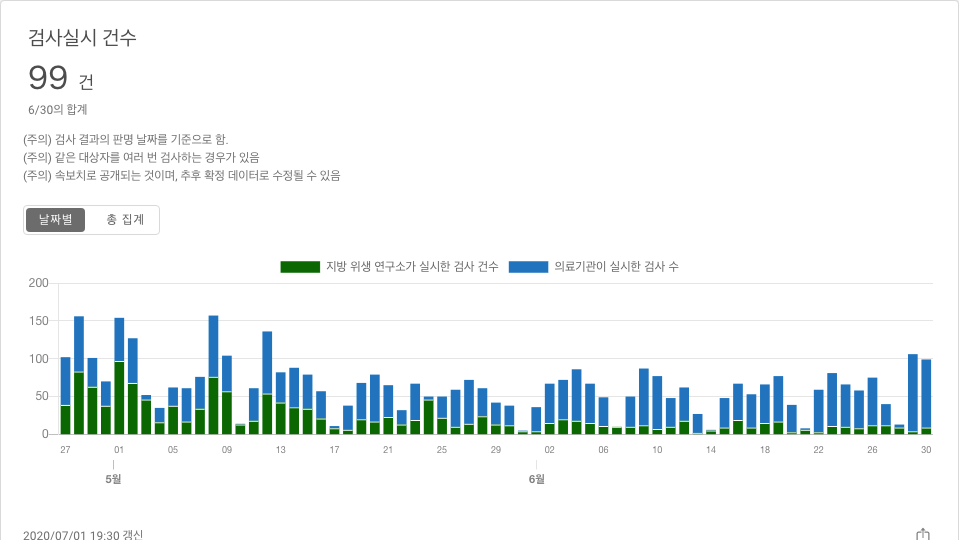 검사실시 건수
99 건
6/30의 합계
(주의) 검사 결과의 판명 날짜를 기준으로 함.
(주의) 같은 대상자를 여러 번 검사하는 경우가 있음
(주의) 속보치로 공개되는 것이며, 추후 확정 데이터로 수정될 수 있음
날짜별 총 집계
지방 위생 연구소가 실시한 검사 건수 의료기관이 실시한 검사 수
200
150
100
50
0
27 01 05 09 13 17 21 25 29 02 06 10 14 18 22 26 30
5월 6월
2020/07/01 19:30 갱신